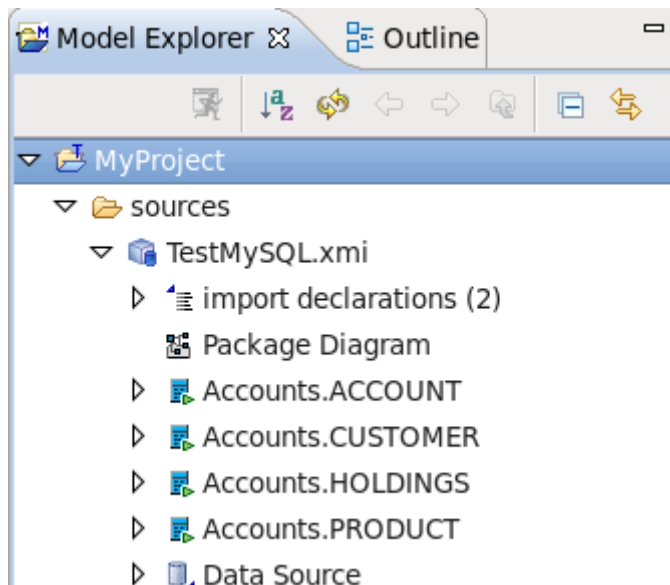 Model Explorer Outline
MyProject
sources
TestMySQL.xmi
import declarations (2)
Package Diagram
Accounts.ACCOUNT
Accounts.CUSTOMER
Accounts.HOLDINGS
Accounts.PRODUCT
Data Source